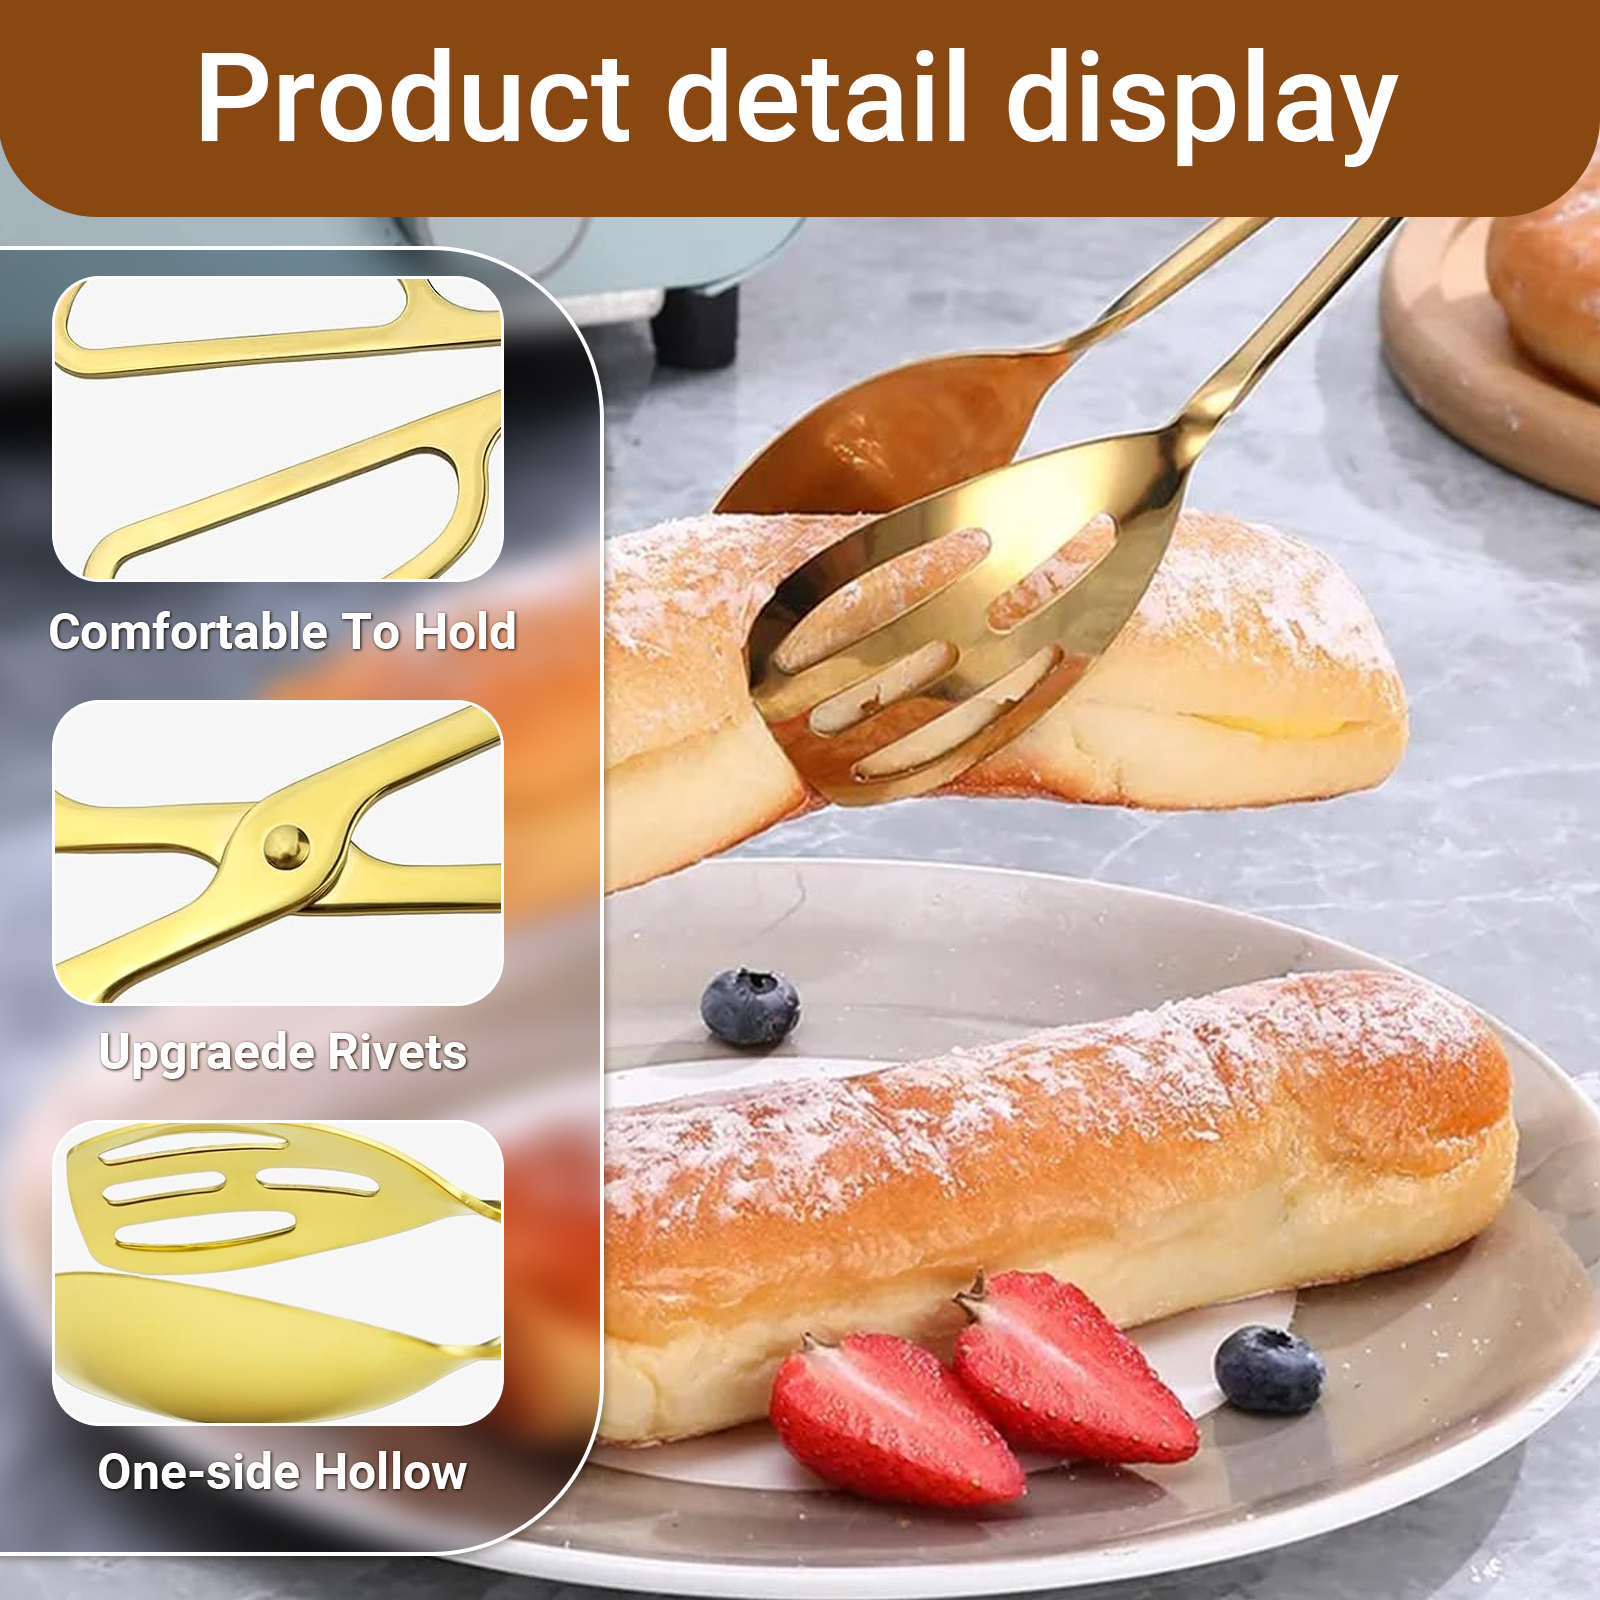 Product detail display
Comfortable To Hold
Upgraede Rivets
One-side Hollow